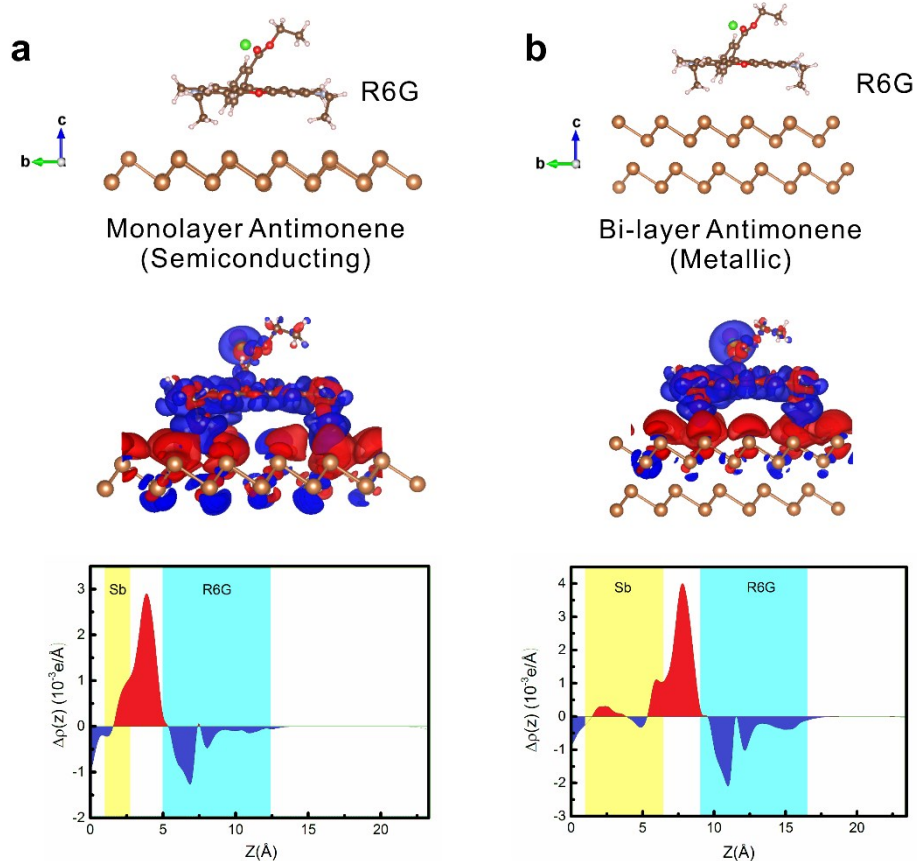 a
R6G
c
b
a
Monolayer Antimonene
(Semiconducting)
b
R6G
c
b
a
Bi-layer Antimonene
(Metallic)
Sb
R6G
3
2
1
0
-1
-2
Δρ(z) (10⁻³e/Å)
0
5
10
15
20
Z(Å)
Sb
R6G
4
3
2
1
0
-1
-2
-3
Δρ(z) (10⁻³e/Å)
0
5
10
15
20
Z(Å)